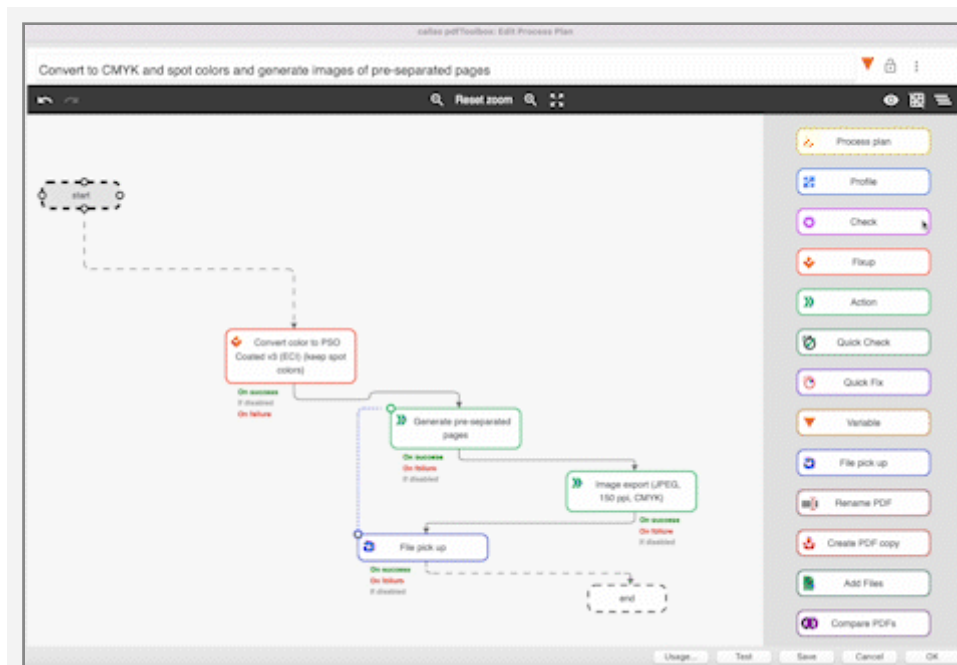 callas pdfToolbox: Edit Process Plan
Convert to CMYK and spot colors and generate images of pre-separated pages
Reset zoom
start
Convert color to PSO
Coated v3 (ECI) (keep spot
colors)
On success
If disabled
On failure
Generate pre-separated
pages
On success
On failure
If disabled
Image export (JPEG,
150 ppi, CMYK)
On success
On failure
If disabled
File pick up
On success
On failure
If disabled
end
Process plan
Profile
Check
Fixup
Action
Quick Check
Quick Fix
Variable
File pick up
Rename PDF
Create PDF copy
Add Files
Compare PDFs
Usage...
Test
Save
Cancel
OK